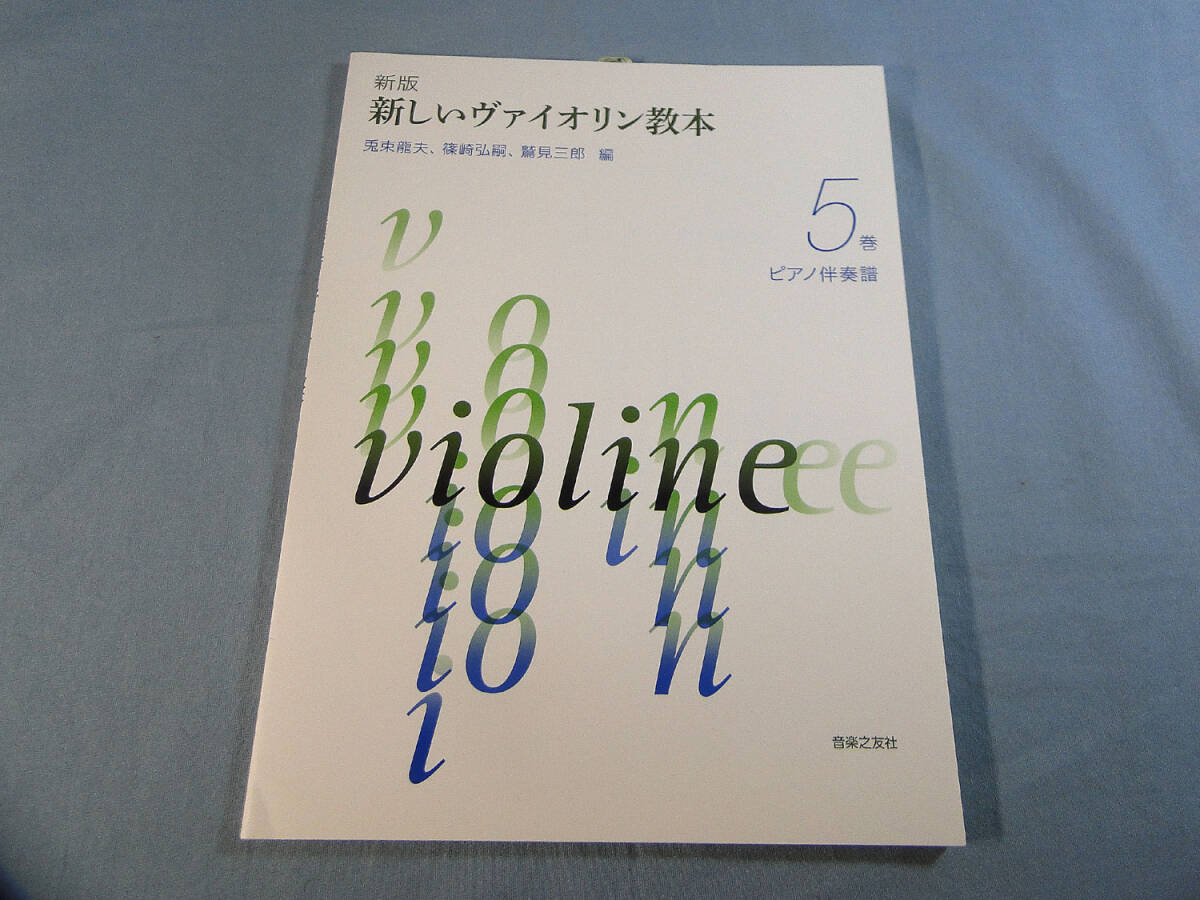 新版
新しいヴァイオリン教本
兎束龍夫、篠崎弘嗣、鷲見三郎 編
5巻
ピアノ伴奏譜
v
v o
v o
v o n
violineee
i o i n
i o n
i o n
i
音楽之友社